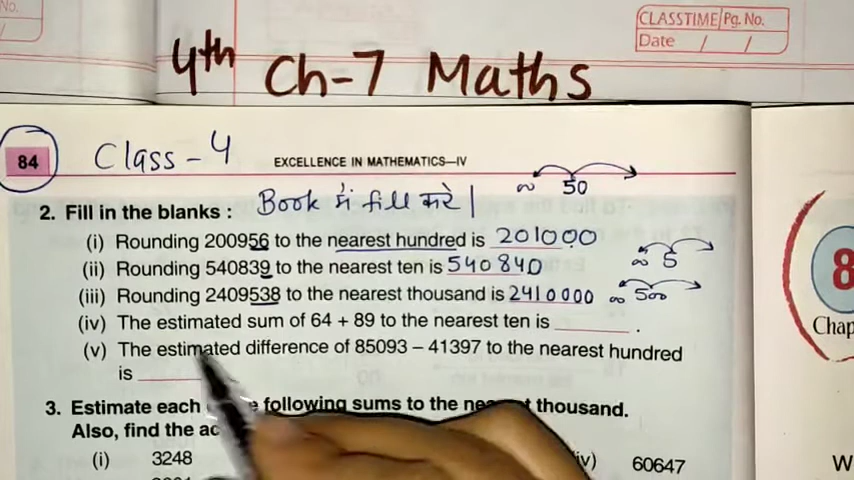 No.
CLASSTIME Pg. No.
Date / /
4th Ch-7 Maths
84 Class - 4 EXCELLENCE IN MATHEMATICS—IV
∞ 50
2. Fill in the blanks : Book में fill करे |
(i) Rounding 200956 to the nearest hundred is 201000
∞ 5
(ii) Rounding 540839 to the nearest ten is 540840
(iii) Rounding 2409538 to the nearest thousand is 2410000 ∞ 500
(iv) The estimated sum of 64 + 89 to the nearest ten is ______ .
(v) The estimated difference of 85093 – 41397 to the nearest hundred
is ______
3. Estimate each following sums to the nearest thousand.
Also, find the
(i) 3248 60647
8
Chap
W